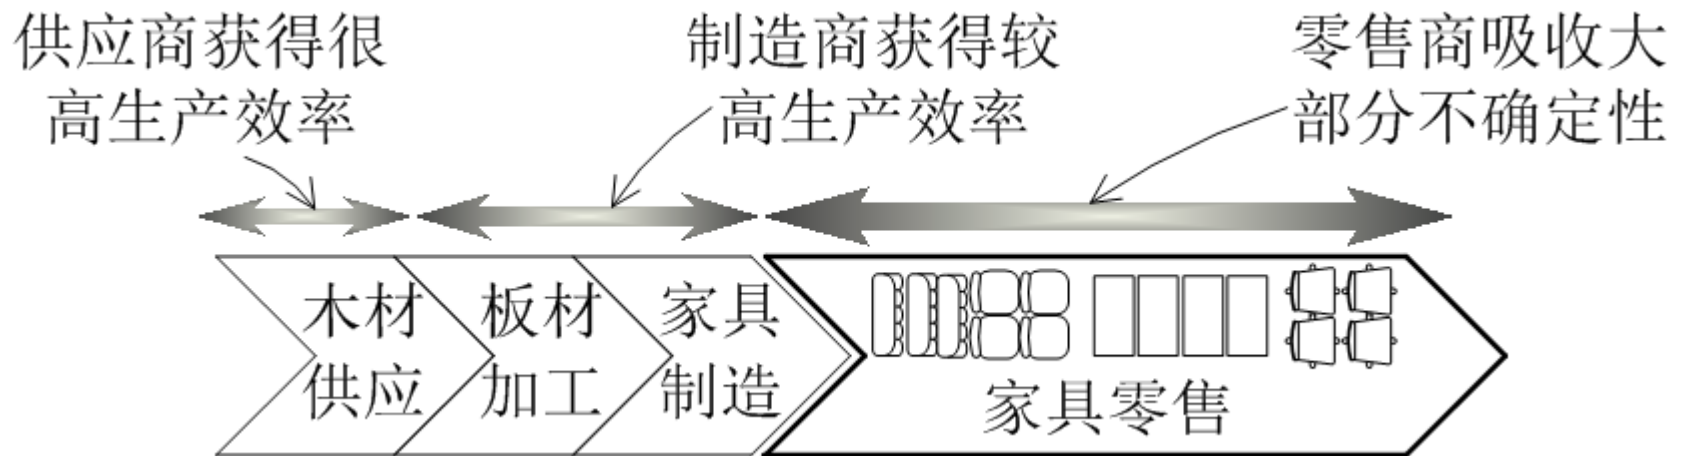 供应商获得很
高生产效率
制造商获得较
高生产效率
零售商吸收大
部分不确定性
木材
供应
板材
加工
家具
制造
家具零售